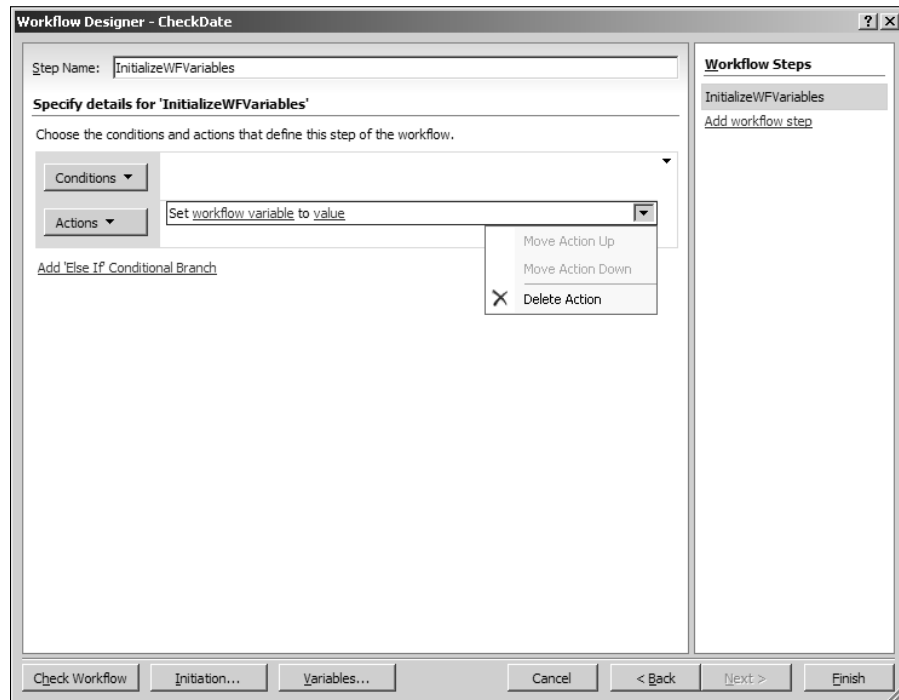 Workflow Designer - CheckDate
Step Name: InitializeWFVariables
Specify details for 'InitializeWFVariables'
Choose the conditions and actions that define this step of the workflow.
Conditions
Actions
Set workflow variable to value
Move Action Up
Move Action Down
Delete Action
Add 'Else If' Conditional Branch
Workflow Steps
InitializeWFVariables
Add workflow step
Check Workflow Initiation... Variables... Cancel < Back Next > Finish